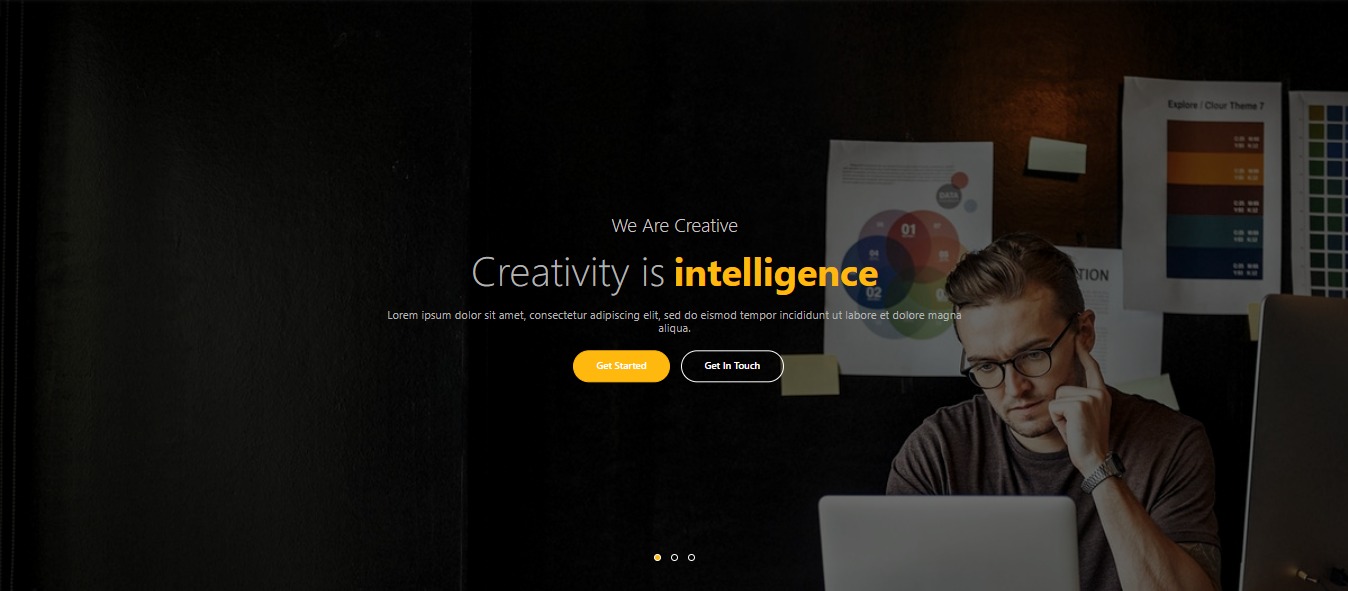 Explore / Clour Theme 7
DATA
01
04
03
02
TION
We Are Creative
Creativity is intelligence
Lorem ipsum dolor sit amet, consectetur adipiscing elit, sed do eismod tempor incididunt ut labore et dolore magna
aliqua.
Get Started
Get In Touch